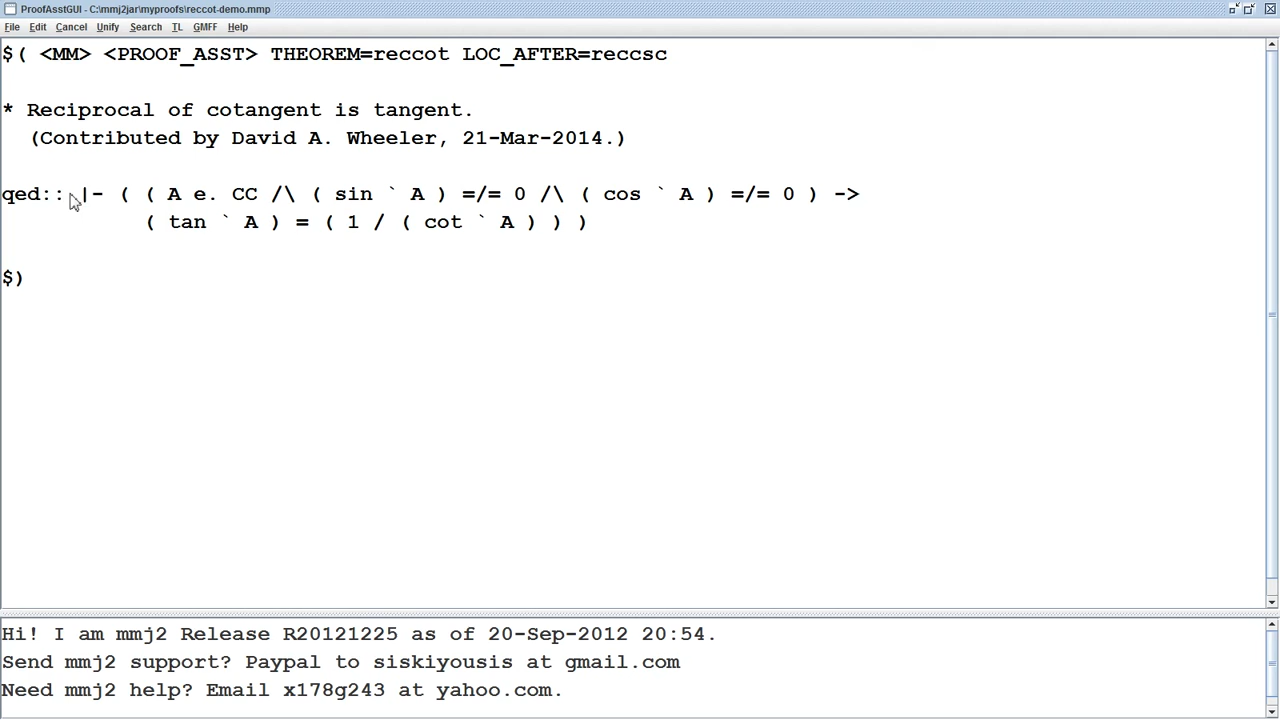 ProofAsstGUI - C:\mmj2jar\myproofs\reccot-demo.mmp
File Edit Cancel Unify Search TL GMFF Help
$( <MM> <PROOF_ASST> THEOREM=reccot LOC_AFTER=reccsc
* Reciprocal of cotangent is tangent.
(Contributed by David A. Wheeler, 21-Mar-2014.)
qed:: |- ( ( A e. CC /\ ( sin ` A ) =/= 0 /\ ( cos ` A ) =/= 0 ) ->
( tan ` A ) = ( 1 / ( cot ` A ) ) )
$)
Hi! I am mmj2 Release R20121225 as of 20-Sep-2012 20:54.
Send mmj2 support? Paypal to siskiyousis at gmail.com
Need mmj2 help? Email x178g243 at yahoo.com.